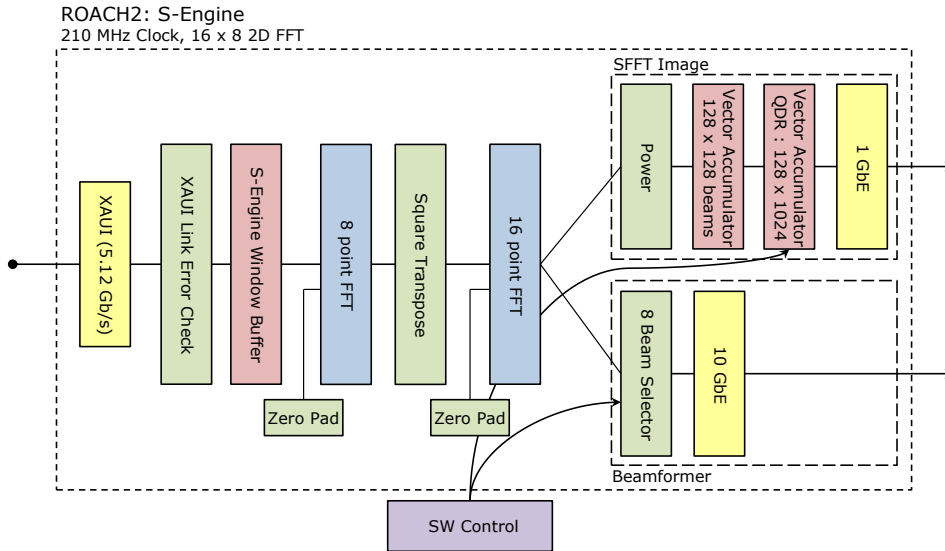 ROACH2: S-Engine
210 MHz Clock, 16 x 8 2D FFT
XAUI (5.12 Gb/s)
XAUI Link Error Check
S-Engine Window Buffer
8 point FFT
Zero Pad
Square Transpose
16 point FFT
Zero Pad
SFFT Image
Power
Vector Accumulator
128 x 128 beams
Vector Accumulator
QDR : 128 x 1024
1 GbE
8 Beam Selector
10 GbE
Beamformer
SW Control